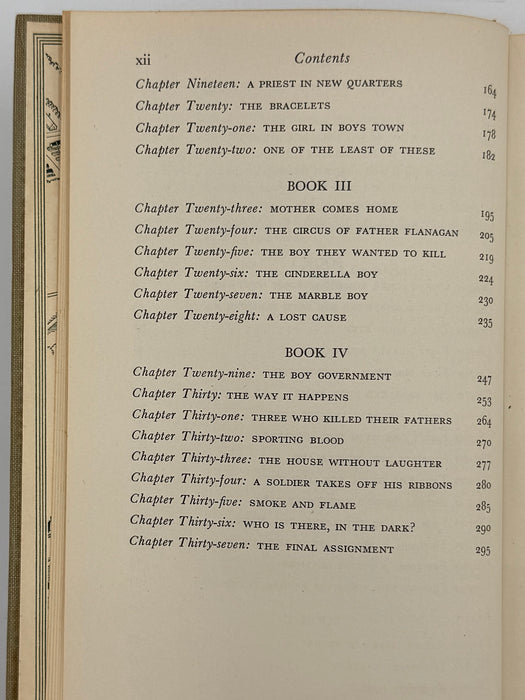 xii Contents
Chapter Nineteen: A PRIEST IN NEW QUARTERS 164
Chapter Twenty: THE BRACELETS 174
Chapter Twenty-one: THE GIRL IN BOYS TOWN 178
Chapter Twenty-two: ONE OF THE LEAST OF THESE 182
BOOK III
Chapter Twenty-three: MOTHER COMES HOME 195
Chapter Twenty-four: THE CIRCUS OF FATHER FLANAGAN 205
Chapter Twenty-five: THE BOY THEY WANTED TO KILL 219
Chapter Twenty-six: THE CINDERELLA BOY 224
Chapter Twenty-seven: THE MARBLE BOY 230
Chapter Twenty-eight: A LOST CAUSE 235
BOOK IV
Chapter Twenty-nine: THE BOY GOVERNMENT 247
Chapter Thirty: THE WAY IT HAPPENS 253
Chapter Thirty-one: THREE WHO KILLED THEIR FATHERS 264
Chapter Thirty-two: SPORTING BLOOD 270
Chapter Thirty-three: THE HOUSE WITHOUT LAUGHTER 277
Chapter Thirty-four: A SOLDIER TAKES OFF HIS RIBBONS 280
Chapter Thirty-five: SMOKE AND FLAME 285
Chapter Thirty-six: WHO IS THERE, IN THE DARK? 290
Chapter Thirty-seven: THE FINAL ASSIGNMENT 295